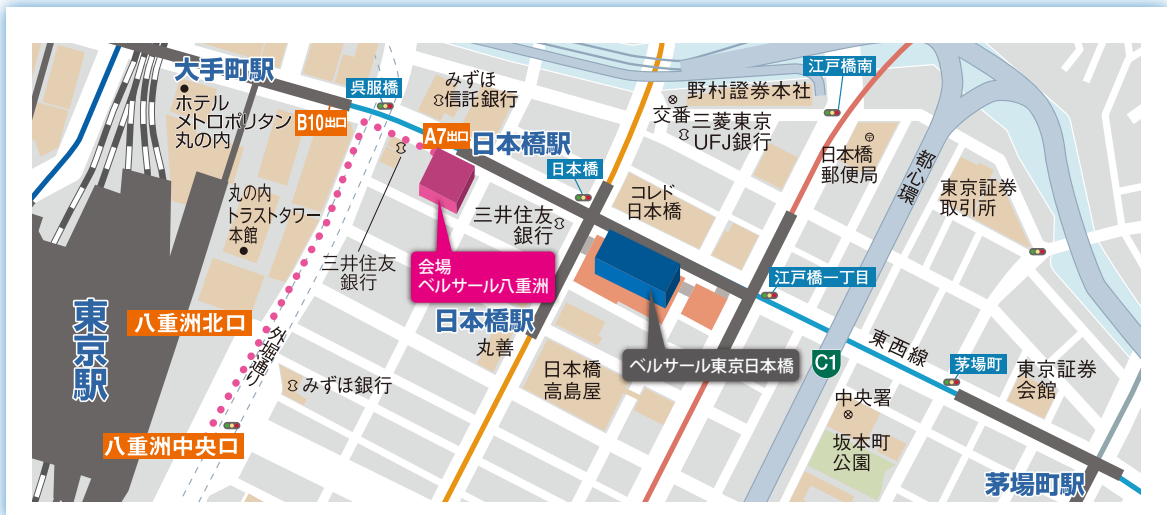 大手町駅
ホテル
メトロポリタン
丸の内
B10出口
呉服橋
みずほ
信託銀行
A7出口
日本橋駅
日本橋
野村證券本社
交番
三菱東京
UFJ銀行
江戸橋南
日本橋
郵便局
都心環
東京証券
取引所
丸の内
トラストタワー
本館
三井住友
銀行
三井住友
銀行
コレド
日本橋
会場
ベルサール八重洲
江戸橋一丁目
東京駅
八重洲北口
外堀通り
日本橋駅
丸善
日本橋
高島屋
ベルサール東京日本橋
C1
東西線
茅場町
東京証券
会館
みずほ銀行
中央署
坂本町
公園
八重洲中央口
茅場町駅